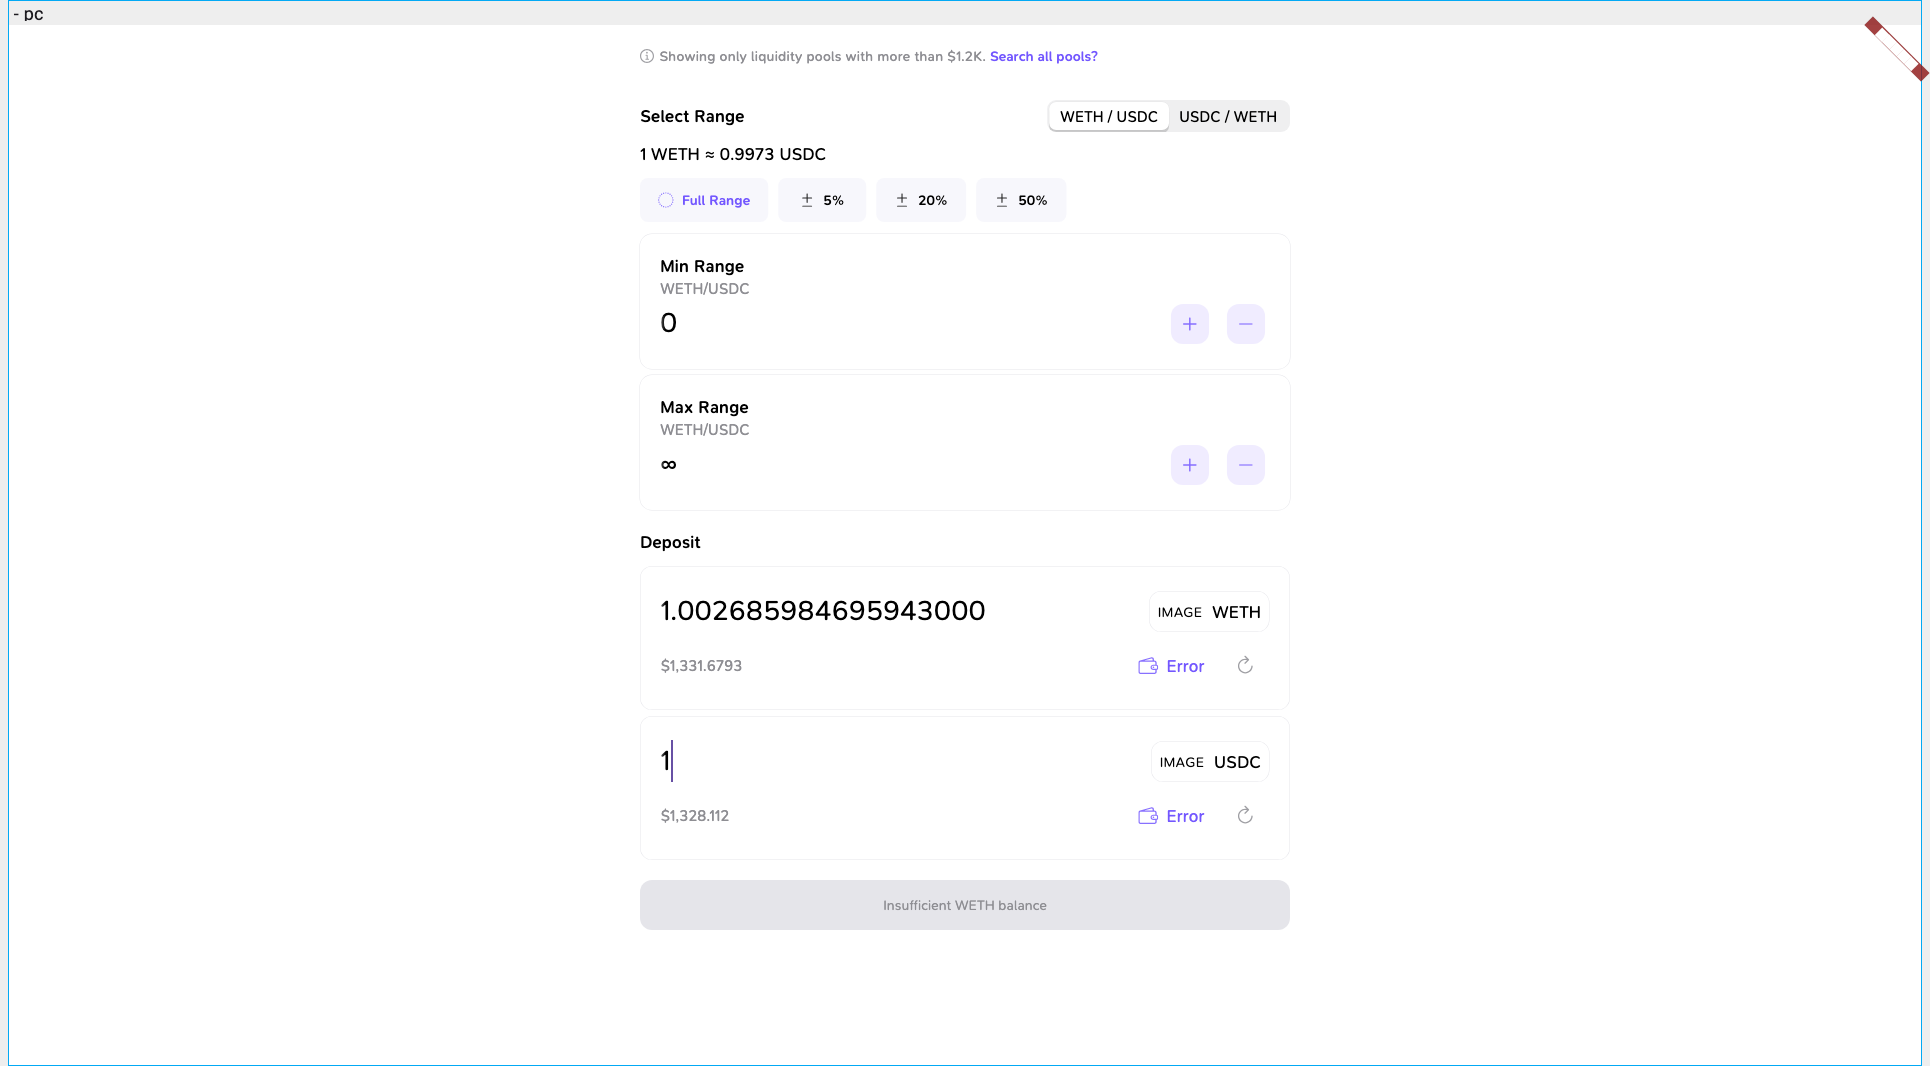 - pc
Showing only liquidity pools with more than $1.2K. Search all pools?
Select Range
WETH / USDC
USDC / WETH
1 WETH ≈ 0.9973 USDC
Full Range
± 5%
± 20%
± 50%
Min Range
WETH/USDC
0
Max Range
WETH/USDC
∞
Deposit
1.002685984695943000
IMAGE WETH
$1,331.6793
Error
1
IMAGE USDC
$1,328.112
Error
Insufficient WETH balance